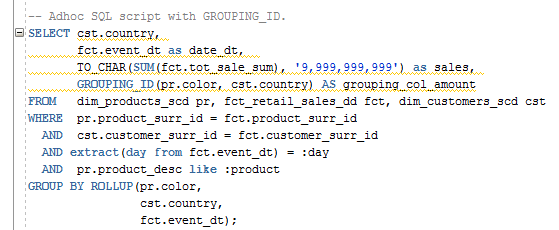 -- Adhoc SQL script with GROUPING_ID.
SELECT cst.country,
       fct.event_dt as date_dt,
       TO_CHAR(SUM(fct.tot_sale_sum), '9,999,999,999') as sales,
       GROUPING_ID(pr.color, cst.country) AS grouping_col_amount
FROM   dim_products_scd pr, fct_retail_sales_dd fct, dim_customers_scd cst
WHERE  pr.product_surr_id = fct.product_surr_id
  AND  cst.customer_surr_id = fct.customer_surr_id
  AND  extract(day from fct.event_dt) = :day
  AND  pr.product_desc like :product
GROUP BY ROLLUP(pr.color,
                cst.country,
                fct.event_dt);